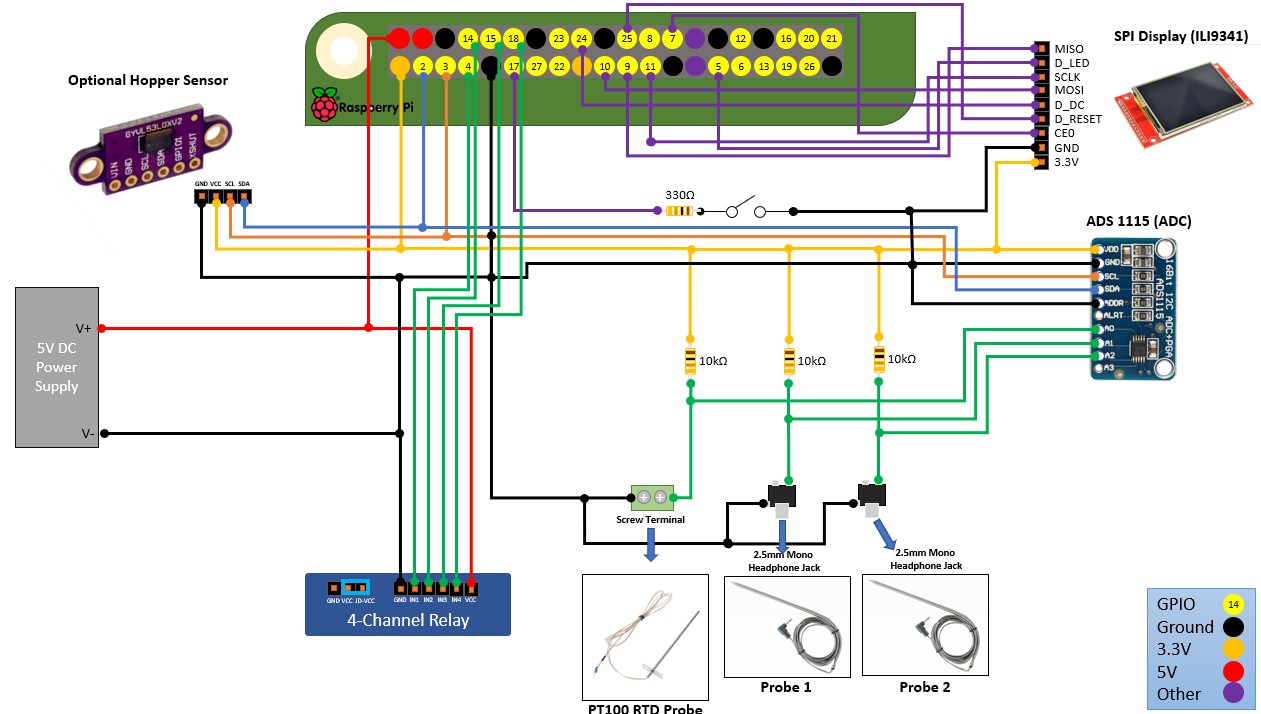 SPI Display (ILI9341)
14 15 18 23 24 25 8 7 12 16 20 21
2 3 4 17 27 22 10 9 11 5 6 13 19 26
Raspberry Pi
MISO
D_LED
SCLK
MOSI
D_DC
D_RESET
CE0
GND
3.3V
Optional Hopper Sensor
GYVL53L0XV2
VIN
GND
SCL
SDA
GPIO1
XSHUT
GND VCC SCL SDA
330Ω
ADS 1115 (ADC)
VDD
GND
SCL
SDA
ADDR
ALRT
A0
A1
A2
A3
16Bit I2C ADC+PGA
ADS1115
V+
5V DC
Power
Supply
V-
10kΩ
10kΩ
10kΩ
Screw Terminal
2.5mm Mono
Headphone Jack
2.5mm Mono
Headphone Jack
GND VCC JD-VCC
GND IN1 IN2 IN3 IN4 VCC
4-Channel Relay
PT100 RTD Probe
Probe 1
Probe 2
GPIO 14
Ground
3.3V
5V
Other